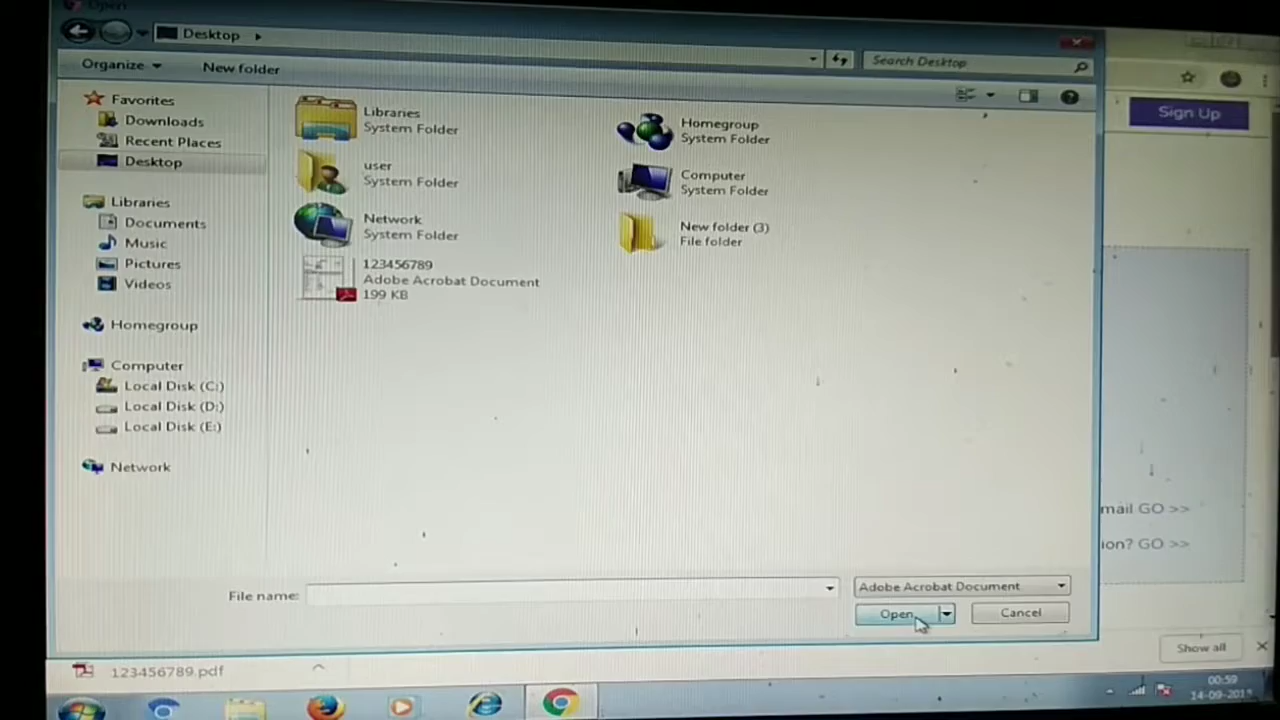 Open
Desktop
Search Desktop
Organize
New folder
Sign Up
Favorites
Downloads
Recent Places
Desktop
Libraries
Documents
Music
Pictures
Videos
Homegroup
Computer
Local Disk (C:)
Local Disk (D:)
Local Disk (E:)
Network
Libraries
System Folder
Homegroup
System Folder
user
System Folder
Computer
System Folder
Network
System Folder
New folder (3)
File folder
123456789
Adobe Acrobat Document
199 KB
mail GO >>
ion? GO >>
File name:
Adobe Acrobat Document
Open
Cancel
Show all
123456789.pdf
00:59